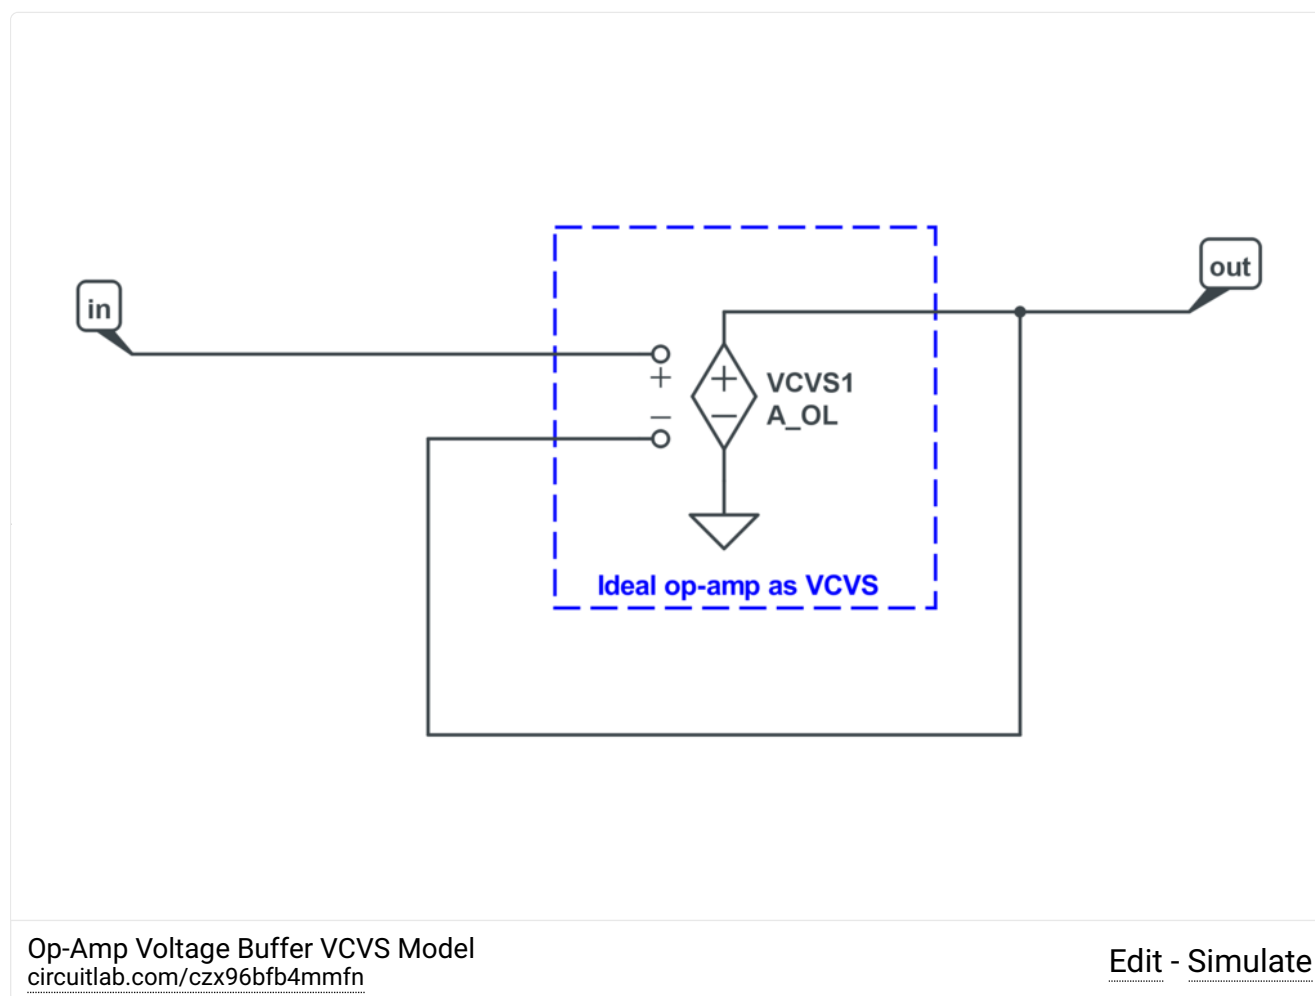 in
out
+
−
+
−
VCVS1
A_OL
Ideal op-amp as VCVS
Op-Amp Voltage Buffer VCVS Model
circuitlab.com/czx96bfb4mmfn
Edit - Simulate